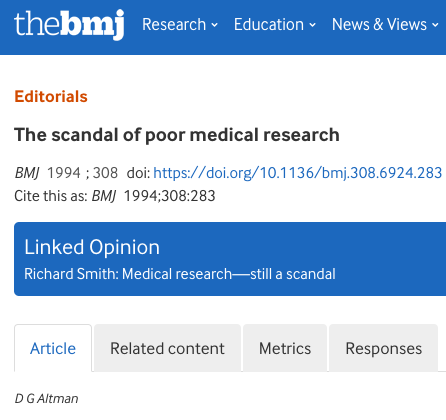 thebmj Research Education News & Views
Editorials
The scandal of poor medical research
BMJ 1994 ; 308 doi: https://doi.org/10.1136/bmj.308.6924.283
Cite this as: BMJ 1994;308:283
Linked Opinion
Richard Smith: Medical research—still a scandal
Article Related content Metrics Responses
D G Altman